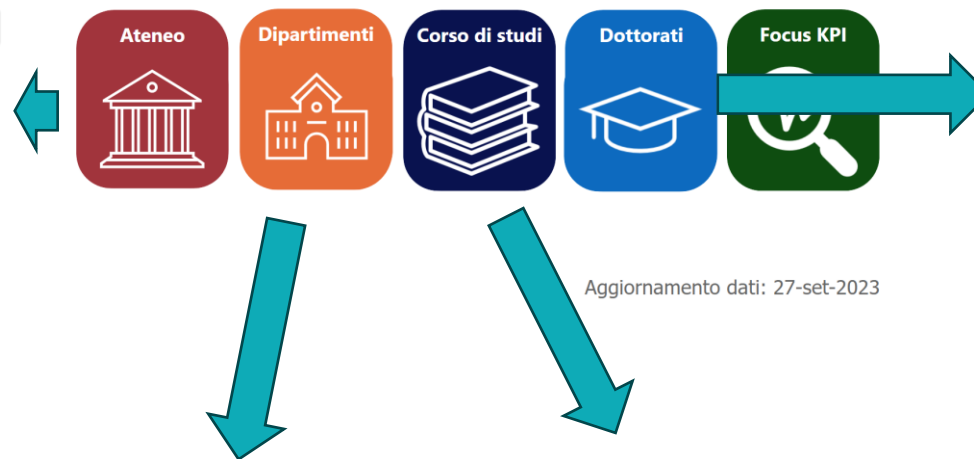 Ateneo
Dipartimenti
Corso di studi
Dottorati
Focus KPI
Aggiornamento dati: 27-set-2023